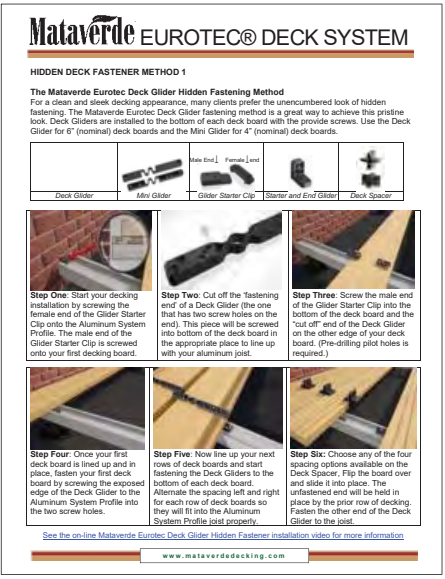 Mataverde EUROTEC® DECK SYSTEM
HIDDEN DECK FASTENER METHOD 1
The Mataverde Eurotec Deck Glider Hidden Fastening Method
For a clean and sleek decking appearance, many clients prefer the unencumbered look of hidden
fastening. The Mataverde Eurotec Deck Glider fastening method is a great way to achieve this pristine
look. Deck Gliders are installed to the bottom of each deck board with the provide screws. Use the Deck
Glider for 6" (nominal) deck boards and the Mini Glider for 4" (nominal) deck boards.
Male End Female end
Deck Glider Mini Glider Glider Starter Clip Starter and End Glider Deck Spacer
Step One: Start your decking
installation by screwing the
female end of the Glider Starter
Clip onto the Aluminum System
Profile. The male end of the
Glider Starter Clip is screwed
onto your first decking board.
Step Two: Cut off the 'fastening
end' of a Deck Glider (the one
that has two screw holes on the
end). This piece will be screwed
into bottom of the deck board in
the appropriate place to line up
with your aluminum joist.
Step Three: Screw the male end
of the Glider Starter Clip into the
bottom of the deck board and the
"cut off" end of the Deck Glider
on the other edge of your deck
board. (Pre-drilling pilot holes is
required.)
Step Four: Once your first
deck board is lined up and in
place, fasten your first deck
board by screwing the exposed
edge of the Deck Glider to the
Aluminum System Profile into
the two screw holes.
Step Five: Now line up your next
rows of deck boards and start
fastening the Deck Gliders to the
bottom of each deck board.
Alternate the spacing left and right
for each row of deck boards so
they will fit into the Aluminum
System Profile joist properly.
Step Six: Choose any of the four
spacing options available on the
Deck Spacer, Flip the board over
and slide it into place. The
unfastened end will be held in
place by the prior row of decking.
Fasten the other end of the Deck
Glider to the joist.
See the on-line Mataverde Eurotec Deck Glider Hidden Fastener installation video for more information
www.mataverdedecking.com